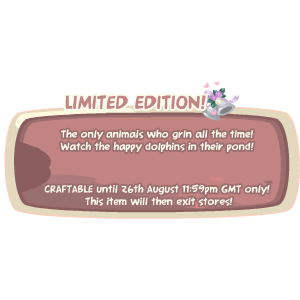 LIMITED EDITION!
The only animals who grin all the time!
Watch the happy dolphins in their pond!
CRAFTABLE until 26th August 11:59pm GMT only!
This item will then exit stores!